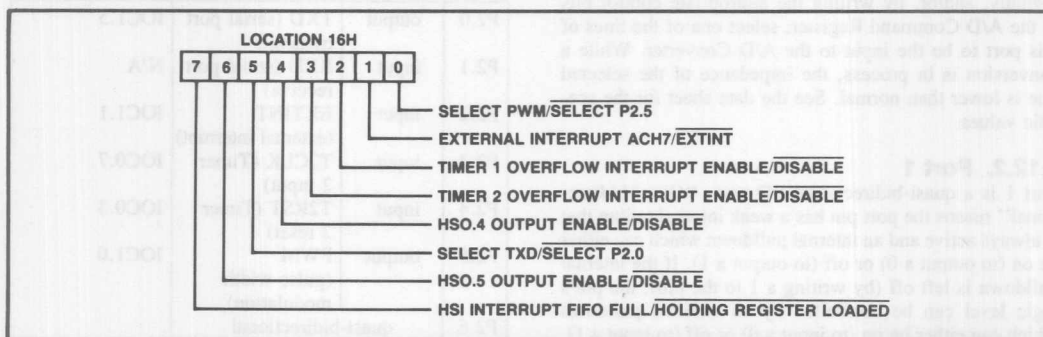 LOCATION 16H
7 6 5 4 3 2 1 0
SELECT PWM/SELECT P2.5
EXTERNAL INTERRUPT ACH7/EXTINT
TIMER 1 OVERFLOW INTERRUPT ENABLE/DISABLE
TIMER 2 OVERFLOW INTERRUPT ENABLE/DISABLE
HSO.4 OUTPUT ENABLE/DISABLE
SELECT TXD/SELECT P2.0
HSO.5 OUTPUT ENABLE/DISABLE
HSI INTERRUPT FIFO FULL/HOLDING REGISTER LOADED